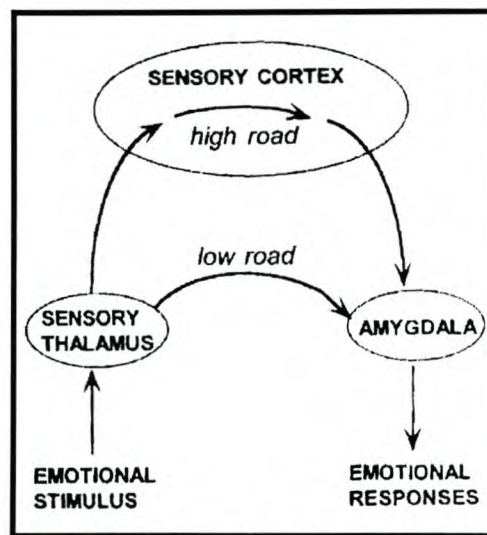 SENSORY CORTEX
high road
low road
SENSORY
THALAMUS
AMYGDALA
EMOTIONAL
STIMULUS
EMOTIONAL
RESPONSES